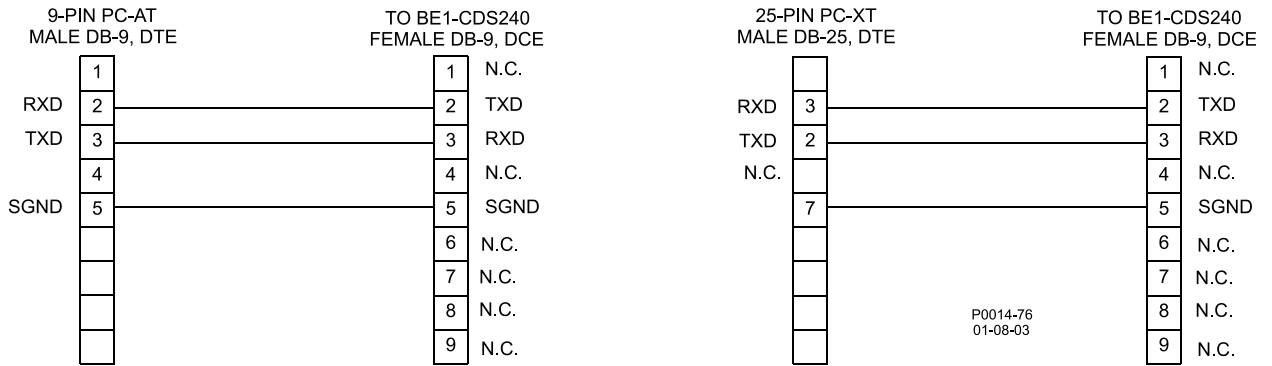 9-PIN PC-AT
MALE DB-9, DTE
TO BE1-CDS240
FEMALE DB-9, DCE
1 1 N.C.
RXD 2 2 TXD
TXD 3 3 RXD
4 4 N.C.
SGND 5 5 SGND
6 N.C.
7 N.C.
8 N.C.
9 N.C.
25-PIN PC-XT
MALE DB-25, DTE
TO BE1-CDS240
FEMALE DB-9, DCE
1 N.C.
RXD 3 2 TXD
TXD 2 3 RXD
N.C. 4 N.C.
7 5 SGND
6 N.C.
7 N.C.
8 N.C.
9 N.C.
P0014-76
01-08-03